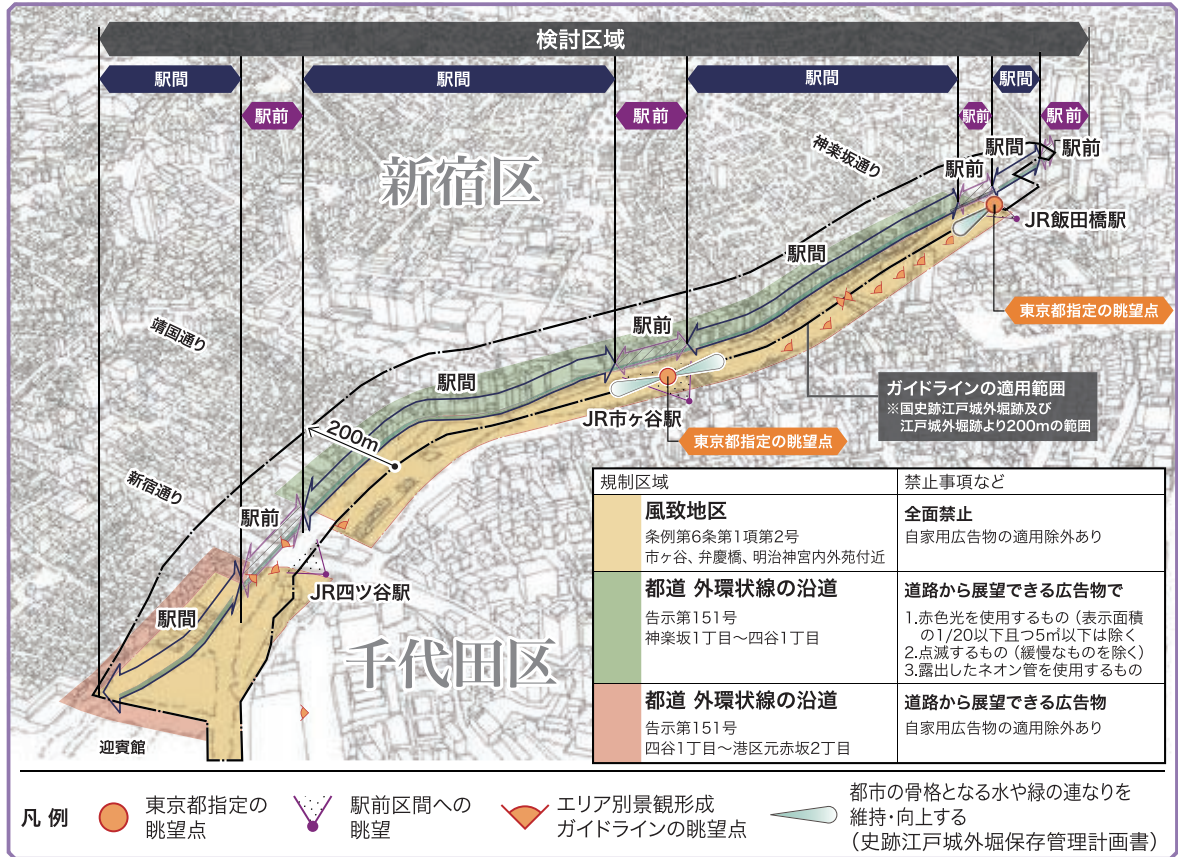 検討区域
駅間
駅間
駅間
駅間
駅前
駅前
駅前
駅前
新宿区
神楽坂通り
駅間
駅前
駅前
JR飯田橋駅
駅間
東京都指定の眺望点
靖国通り
駅前
駅間
JR市ヶ谷駅
東京都指定の眺望点
ガイドラインの適用範囲
※国史跡江戸城外堀跡及び
江戸城外堀跡より200mの範囲
200m
新宿通り
駅前
JR四ツ谷駅
駅間
千代田区
迎賓館
規制区域 禁止事項など
風致地区
条例第6条第1項第2号
市ヶ谷、弁慶橋、明治神宮内外苑付近
全面禁止
自家用広告物の適用除外あり
都道 外環状線の沿道
告示第151号
神楽坂1丁目〜四谷1丁目
道路から展望できる広告物で
1.赤色光を使用するもの（表示面積
の1/20以下且つ5㎡以下は除く
2.点滅するもの（緩慢なものを除く）
3.露出したネオン管を使用するもの
都道 外環状線の沿道
告示第151号
四谷1丁目〜港区元赤坂2丁目
道路から展望できる広告物
自家用広告物の適用除外あり
凡例
東京都指定の
眺望点
駅前区間への
眺望
エリア別景観形成
ガイドラインの眺望点
都市の骨格となる水や緑の連なりを
維持・向上する
（史跡江戸城外堀保存管理計画書）